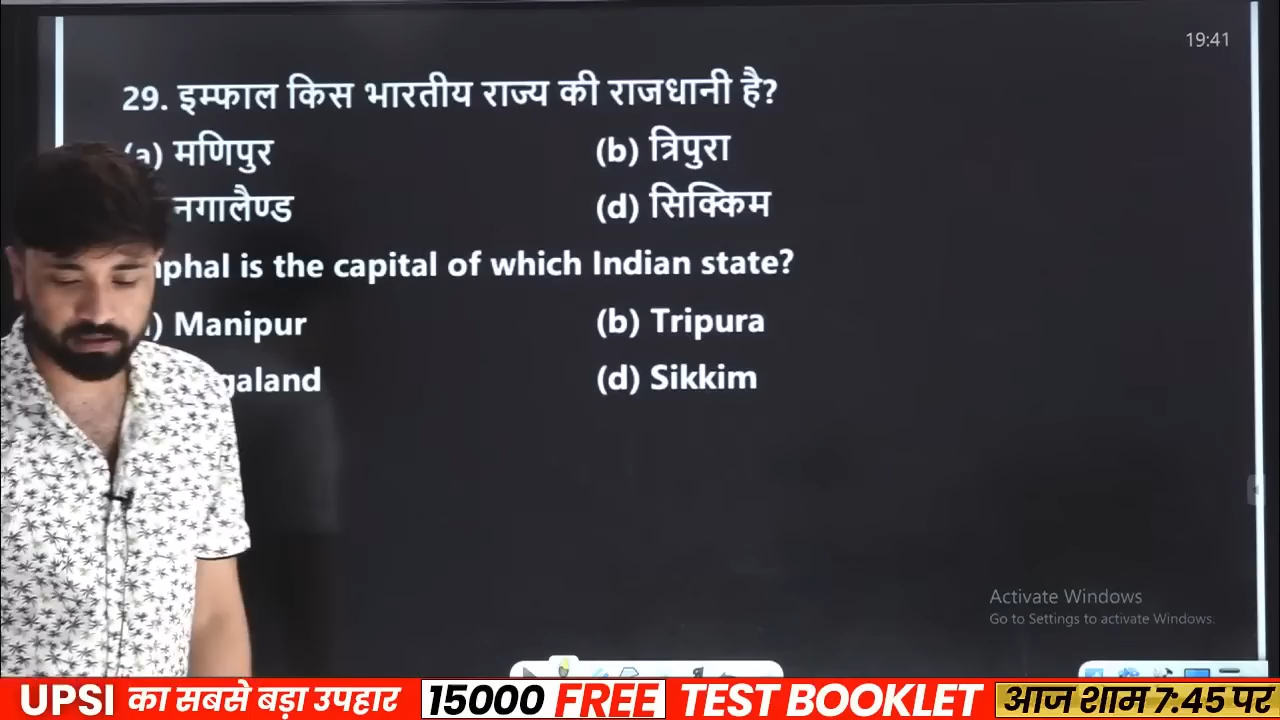 19:41
29. इम्फाल किस भारतीय राज्य की राजधानी है?
a) मणिपुर (b) त्रिपुरा
नगालैण्ड (d) सिक्किम
is the capital of which Indian state?
) Manipur (b) Tripura
(d) Sikkim
Activate Windows
Go to Settings to activate Windows.
UPSI का सबसे बड़ा उपहार 15000 FREE TEST BOOKLET आज शाम 7:45 पर